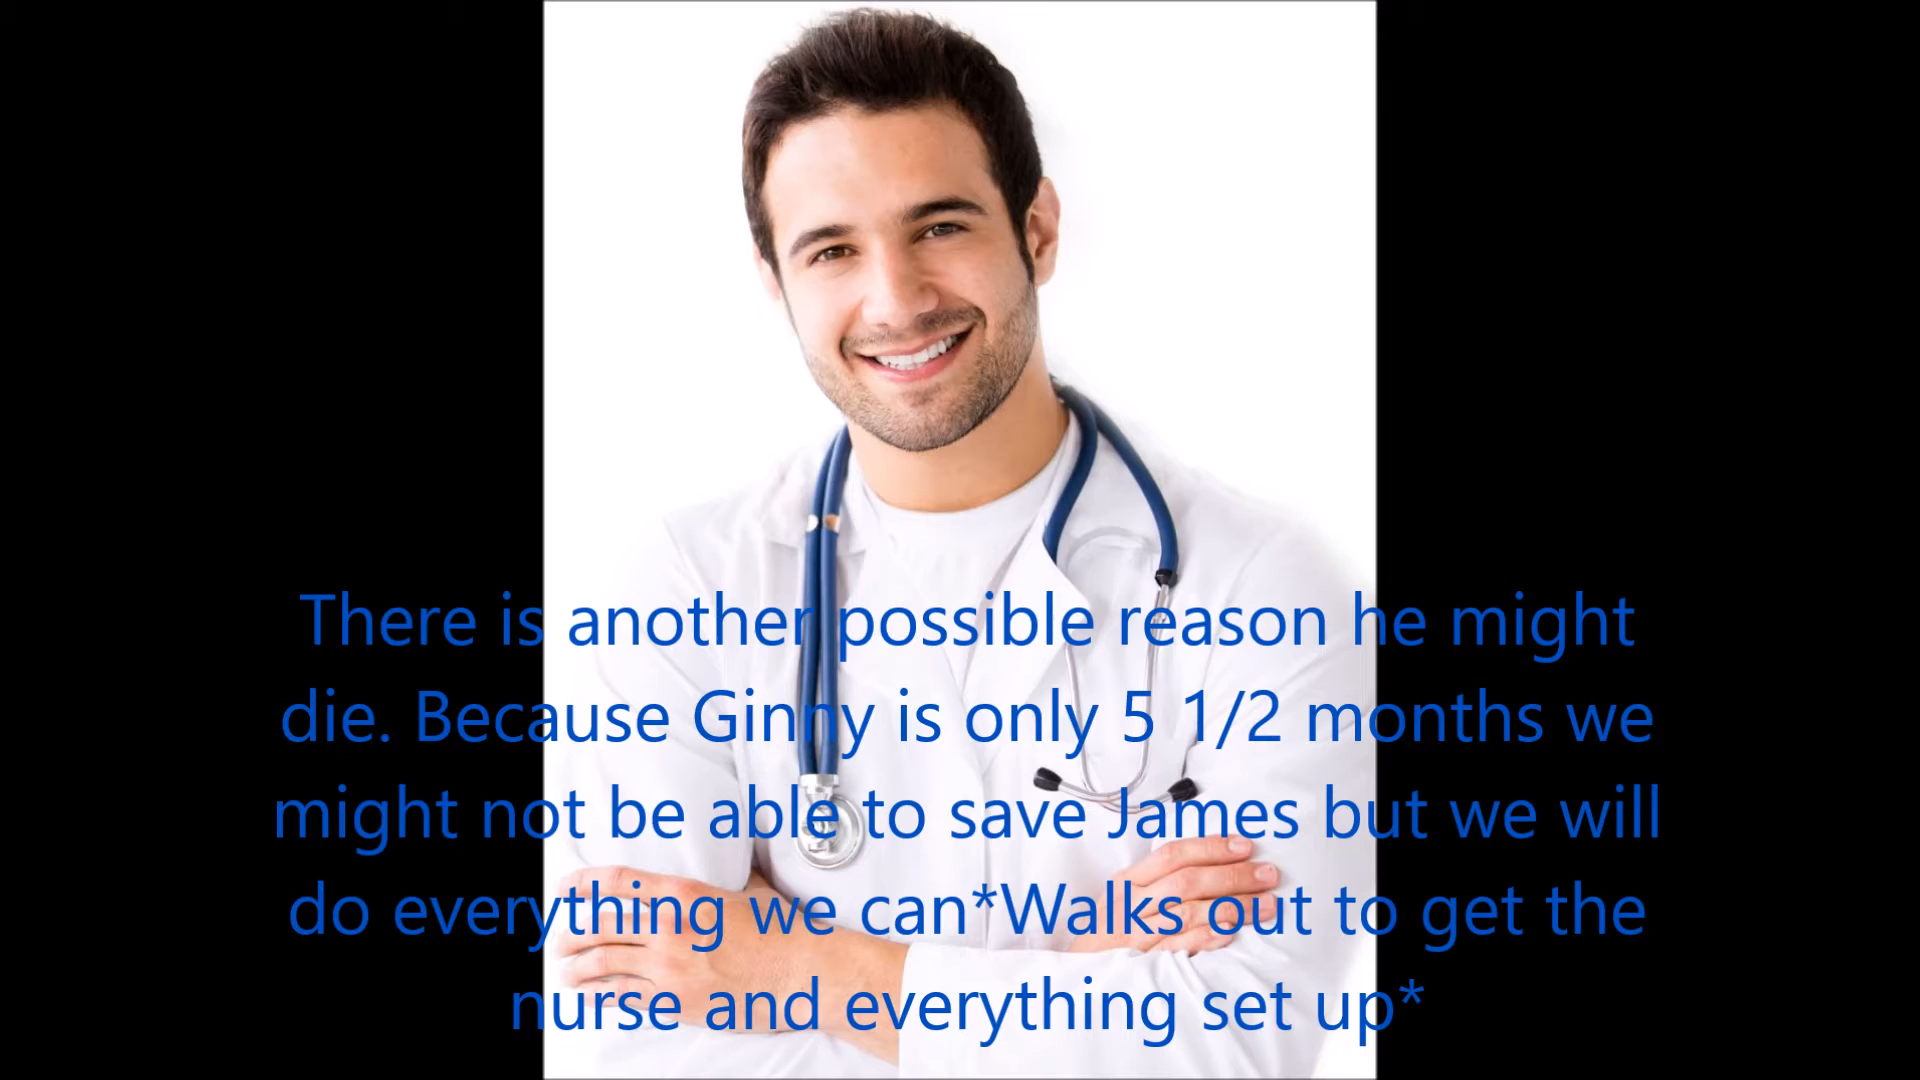 There is another possible reason he might
die. Because Ginny is only 5 1/2 months we
might not be able to save James but we will
do everything we can*Walks out to get the
nurse and everything set up*